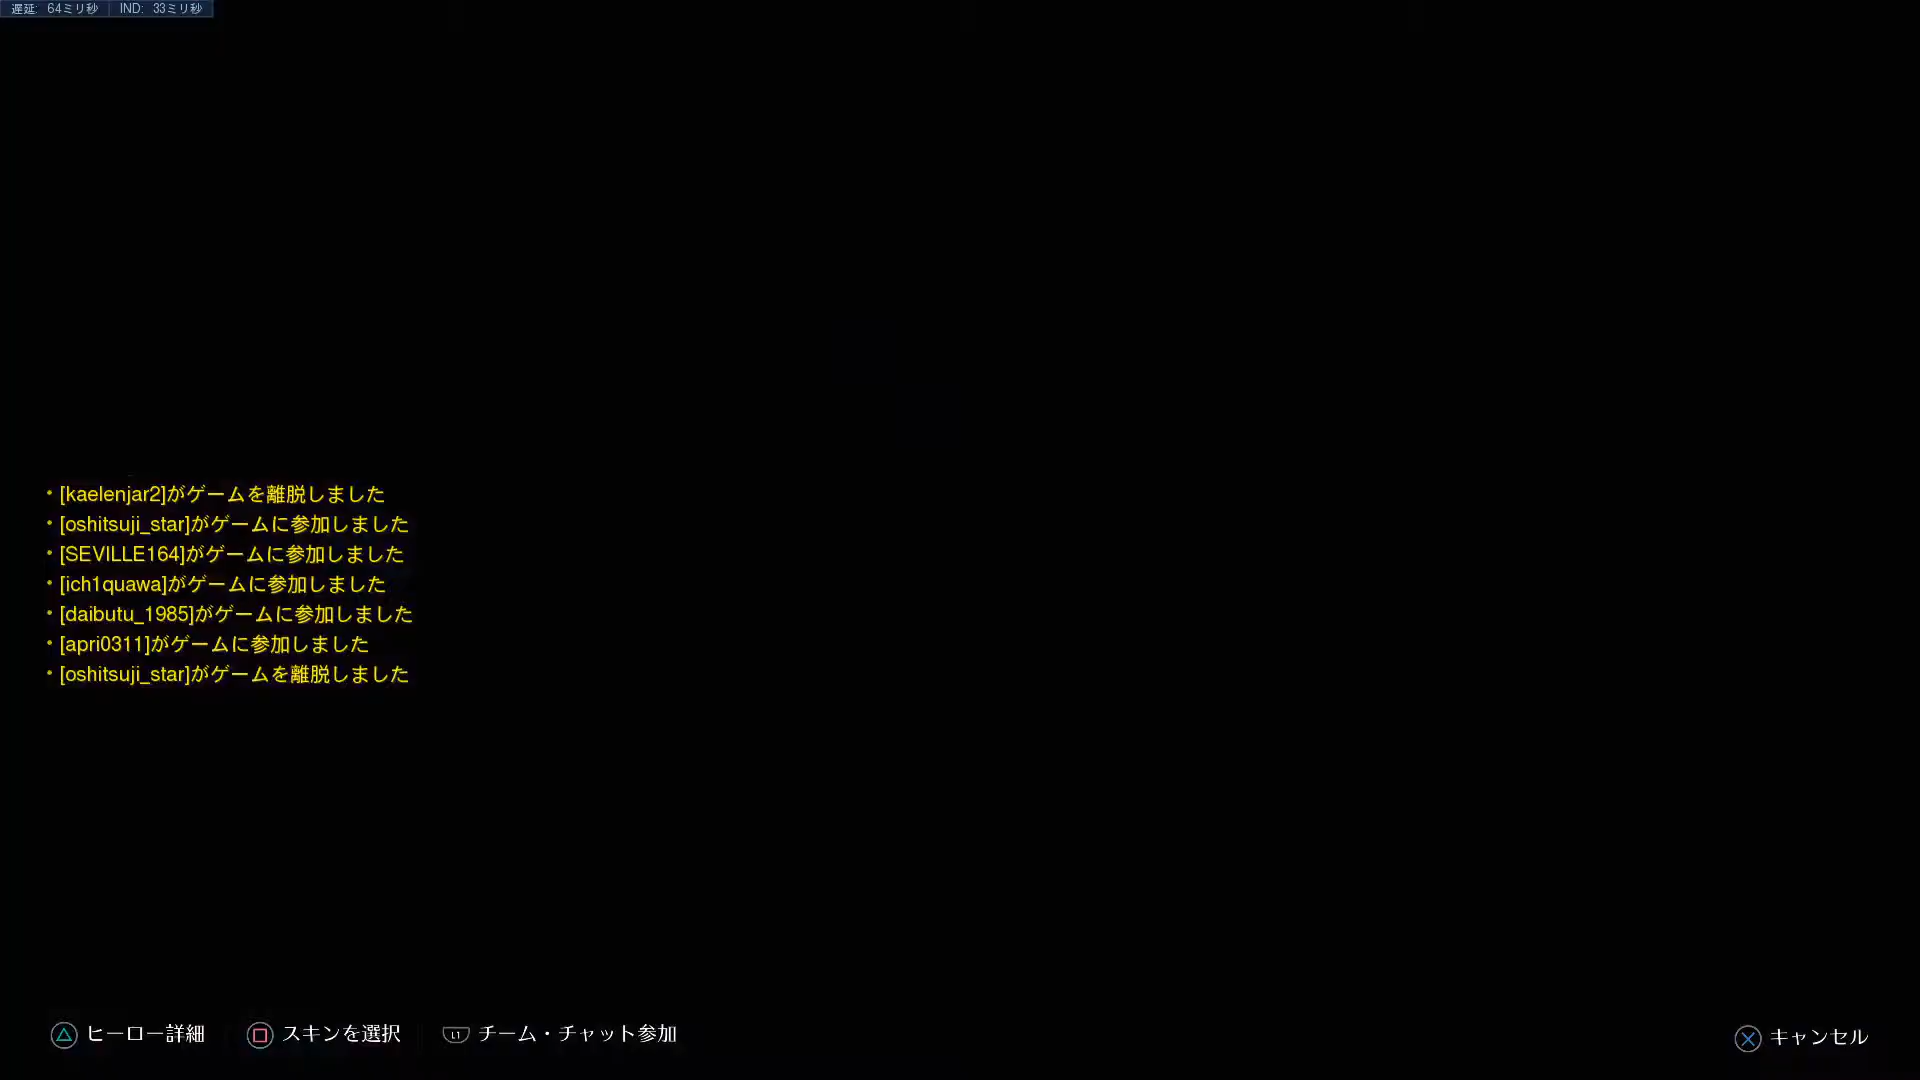 遅延: 64ミリ秒 IND: 33ミリ秒
・[kaelenjar2]がゲームを離脱しました
・[oshitsuji_star]がゲームに参加しました
・[SEVILLE164]がゲームに参加しました
・[ich1quawa]がゲームに参加しました
・[daibutu_1985]がゲームに参加しました
・[apri0311]がゲームに参加しました
・[oshitsuji_star]がゲームを離脱しました
ヒーロー詳細 スキンを選択 L1 チーム・チャット参加 キャンセル